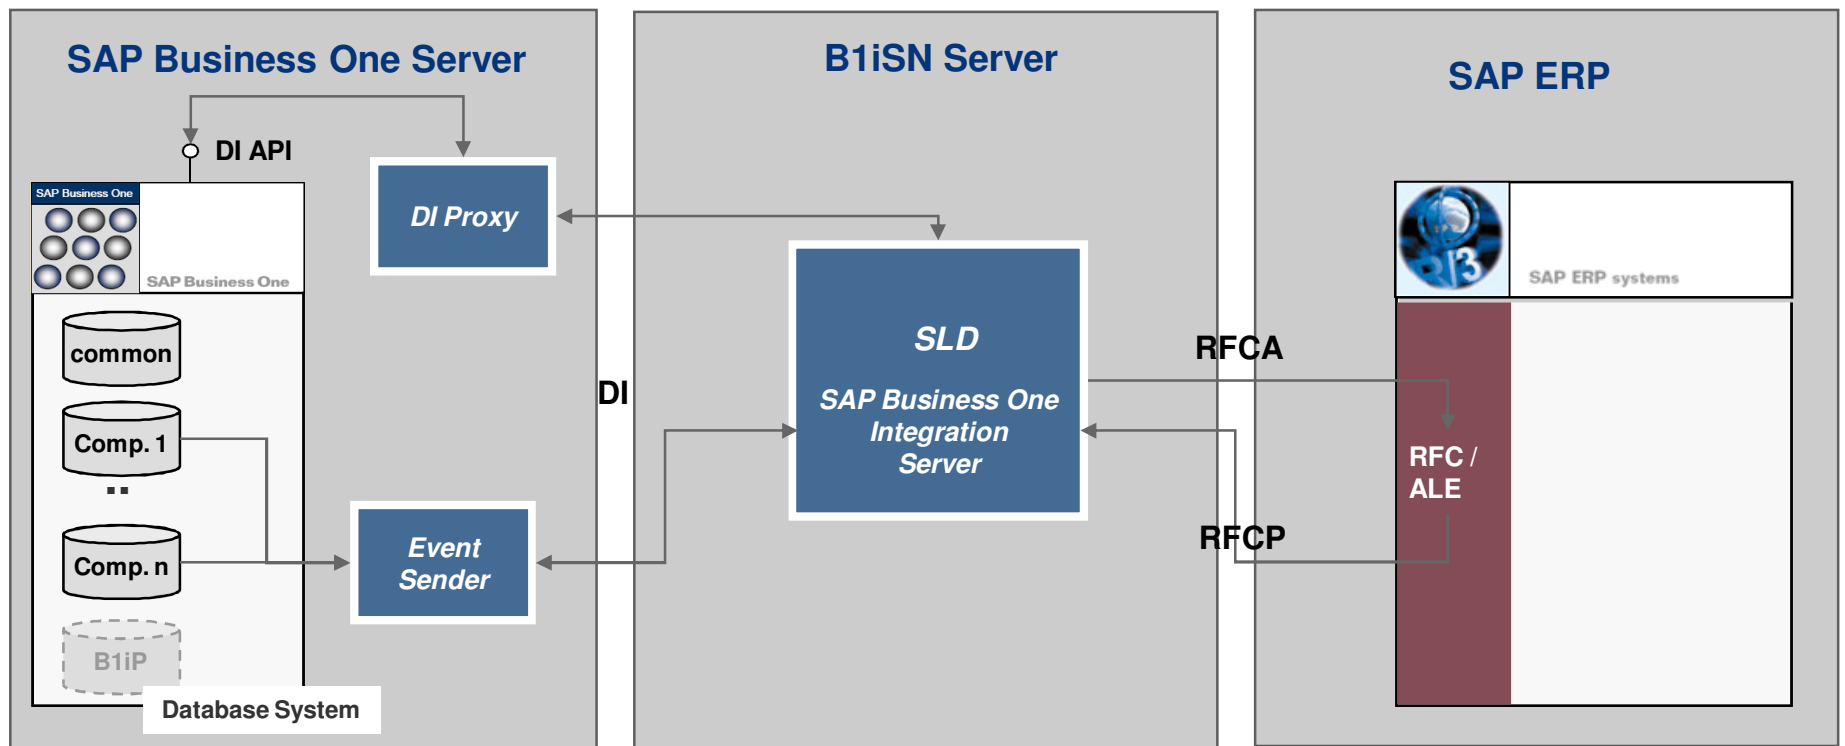 SAP Business One Server
DI API
SAP Business One
SAP Business One
DI Proxy
common
Comp. 1
..
Comp. n
B1iP
Database System
Event
Sender
DI
B1iSN Server
SLD
SAP Business One
Integration
Server
RFCA
RFCP
SAP ERP
R/3
SAP ERP systems
RFC /
ALE